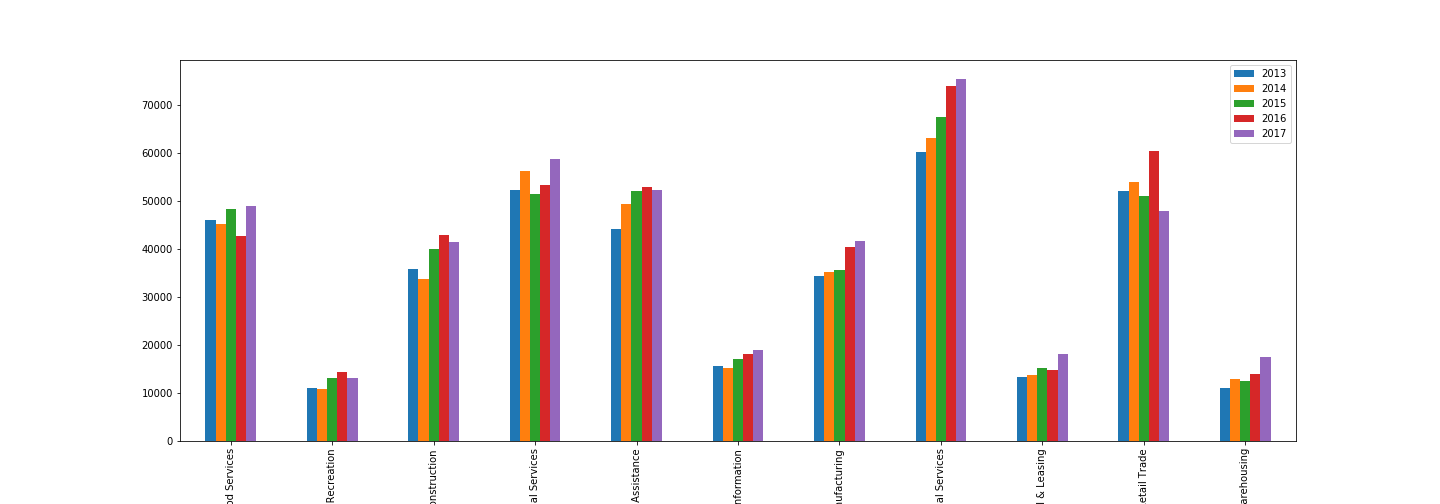 2013
2014
2015
2016
2017
70000
60000
50000
40000
30000
20000
10000
0
od Services
Recreation
onstruction
al Services
Assistance
nformation
ufacturing
al Services
l & Leasing
etail Trade
arehousing